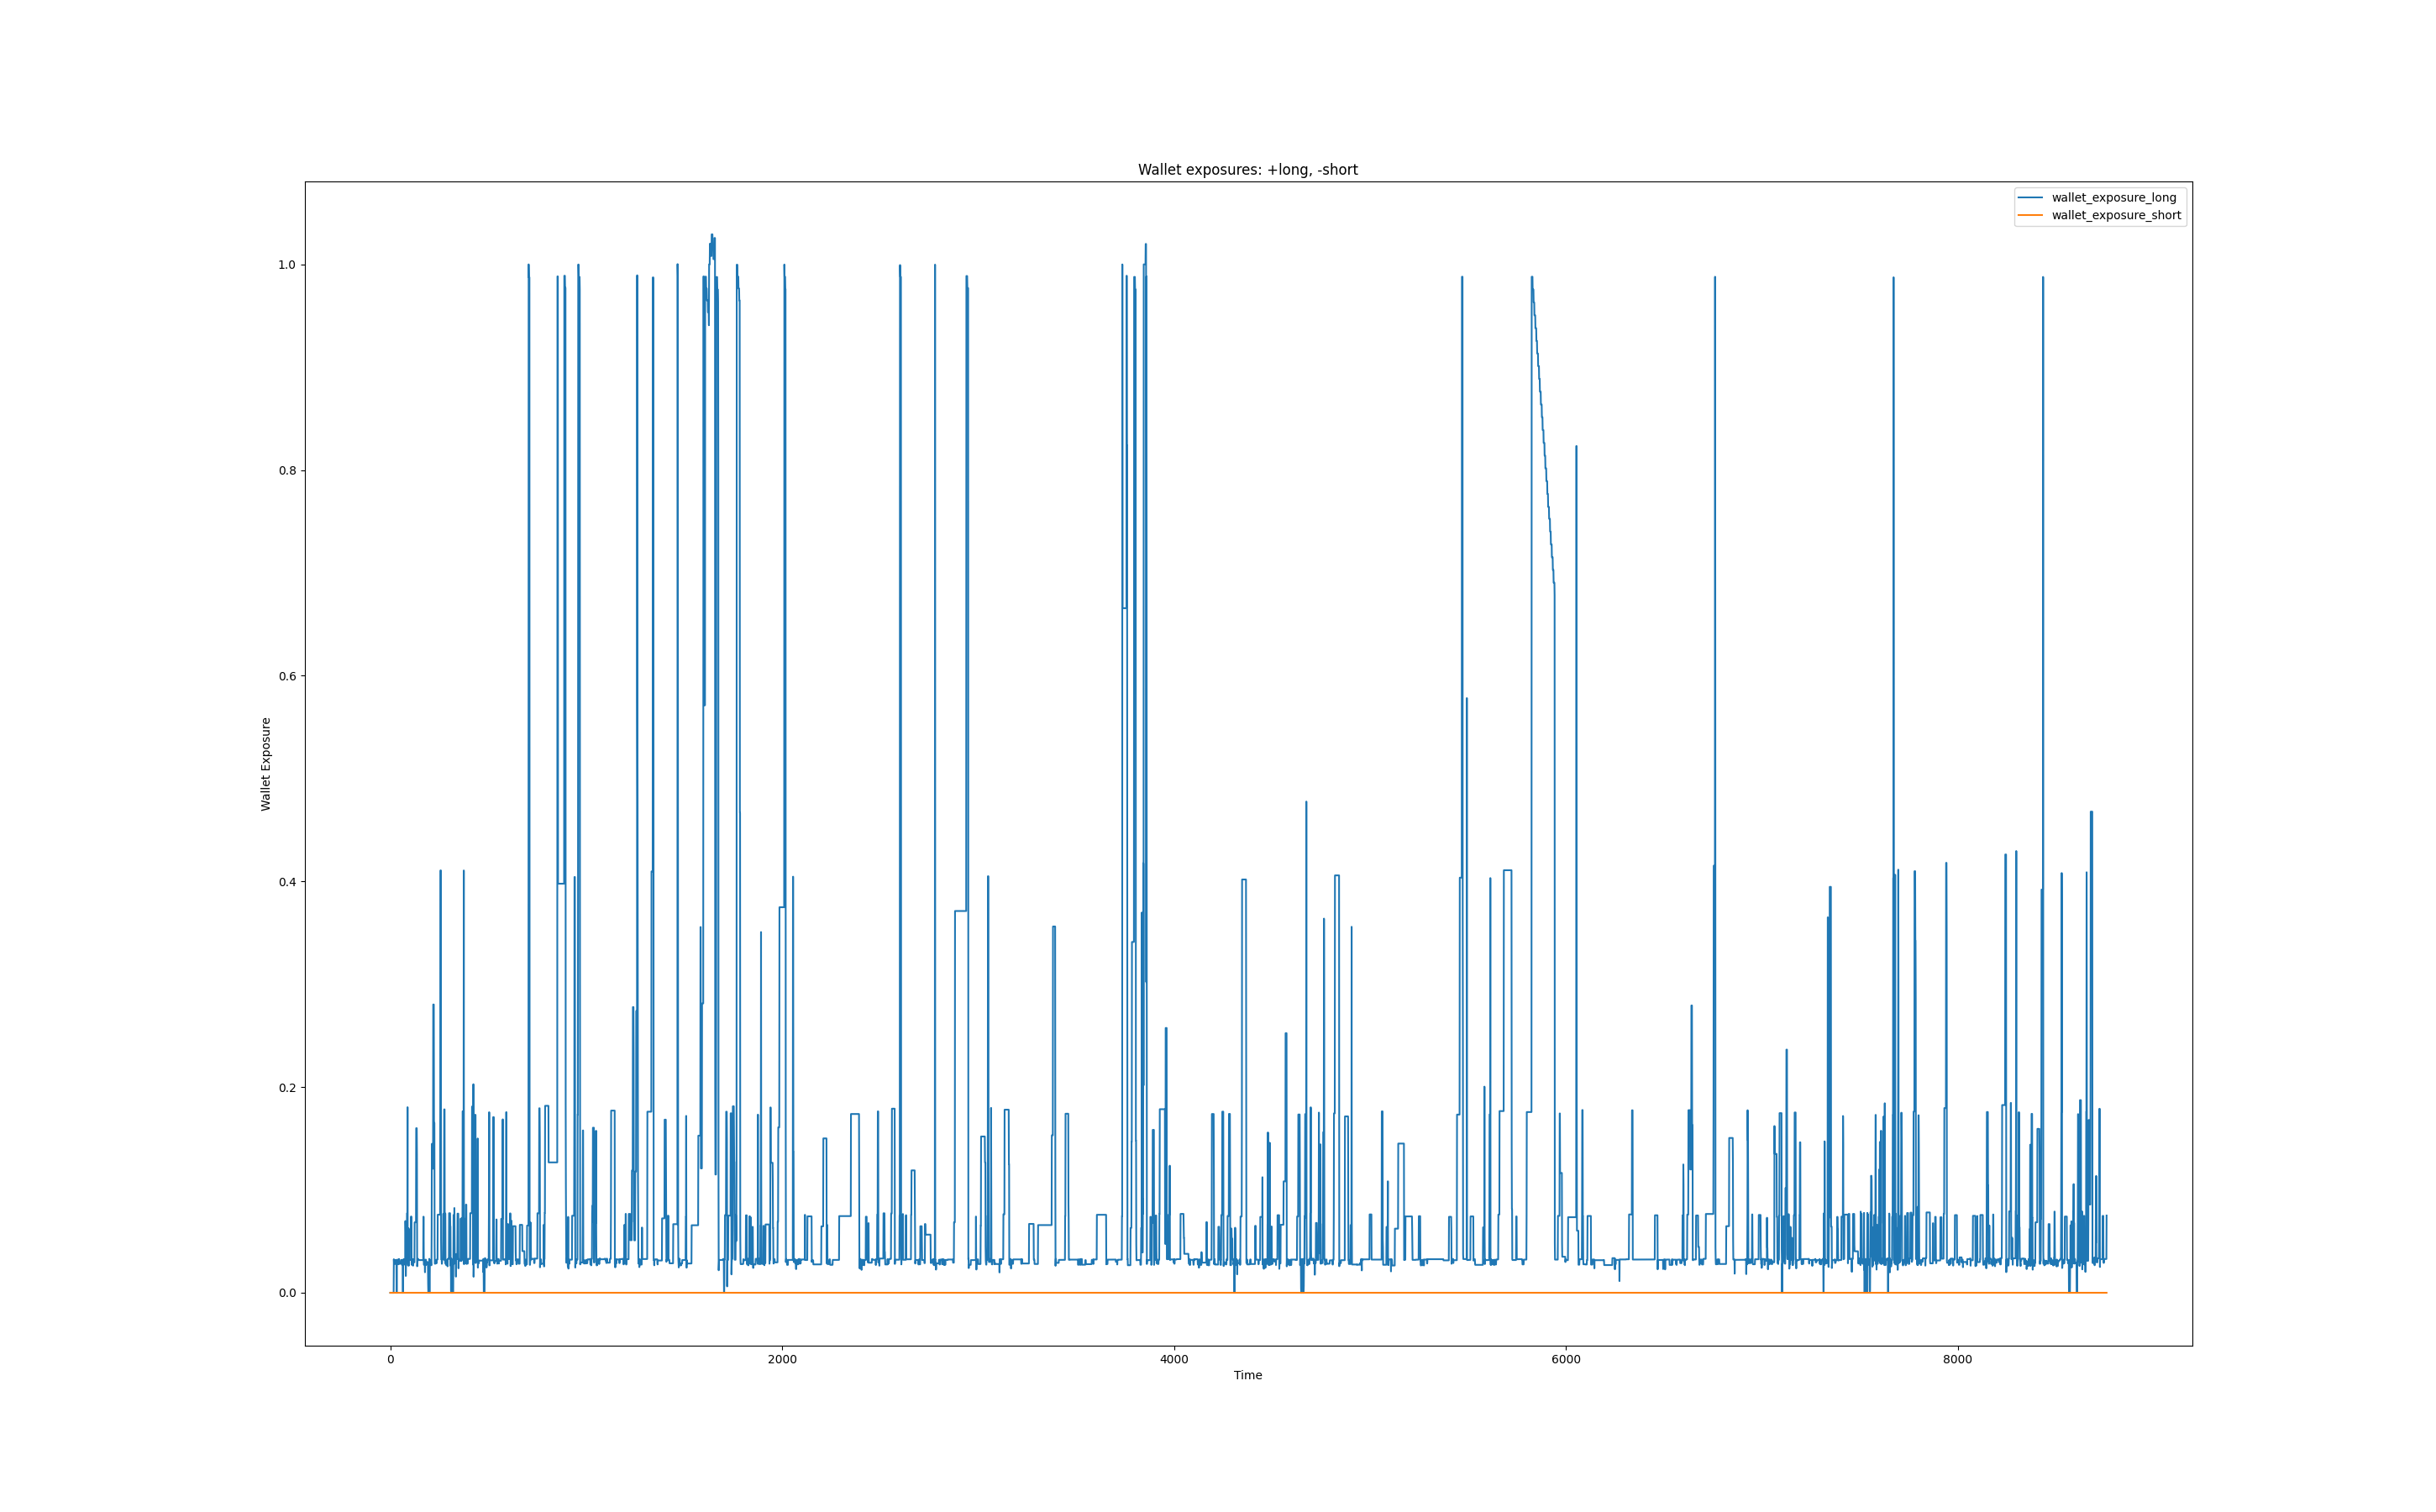 Wallet exposures: +long, -short
wallet_exposure_long
wallet_exposure_short
1.0
0.8
0.6
0.4
0.2
0.0
Wallet Exposure
0 2000 4000 6000 8000
Time